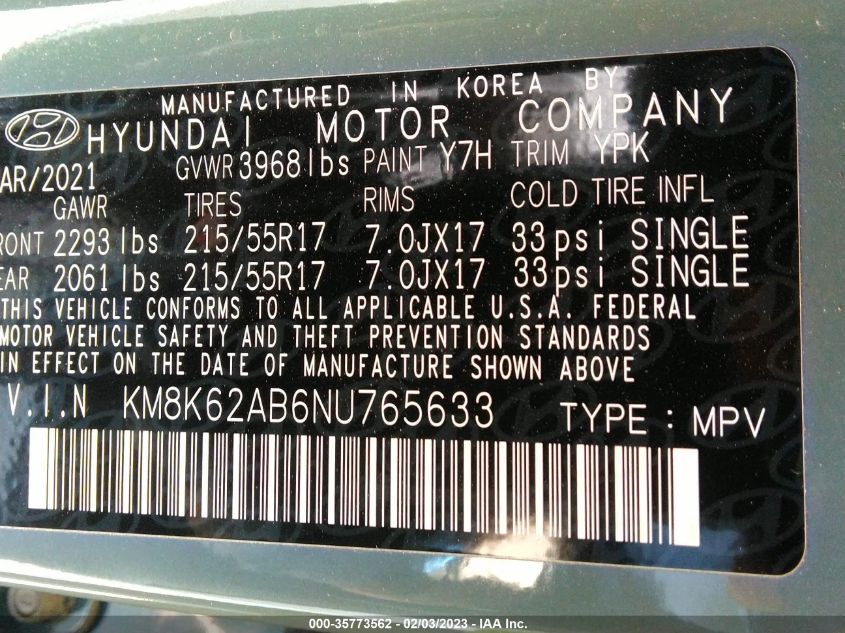 MANUFACTURED IN KOREA BY
HYUNDAI MOTOR COMPANY
AR/2021 GVWR 3968 lbs PAINT Y7H TRIM YPK
GAWR TIRES RIMS COLD TIRE INFL
RONT 2293 lbs 215/55R17 7.0JX17 33psi SINGLE
EAR 2061 lbs 215/55R17 7.0JX17 33psi SINGLE
THIS VEHICLE CONFORMS TO ALL APPLICABLE U.S.A. FEDERAL
MOTOR VEHICLE SAFETY AND THEFT PREVENTION STANDARDS
IN EFFECT ON THE DATE OF MANUFACTURE SHOWN ABOVE
V.I.N KM8K62AB6NU765633 TYPE : MPV
000-35773562 - 02/03/2023 - IAA Inc.